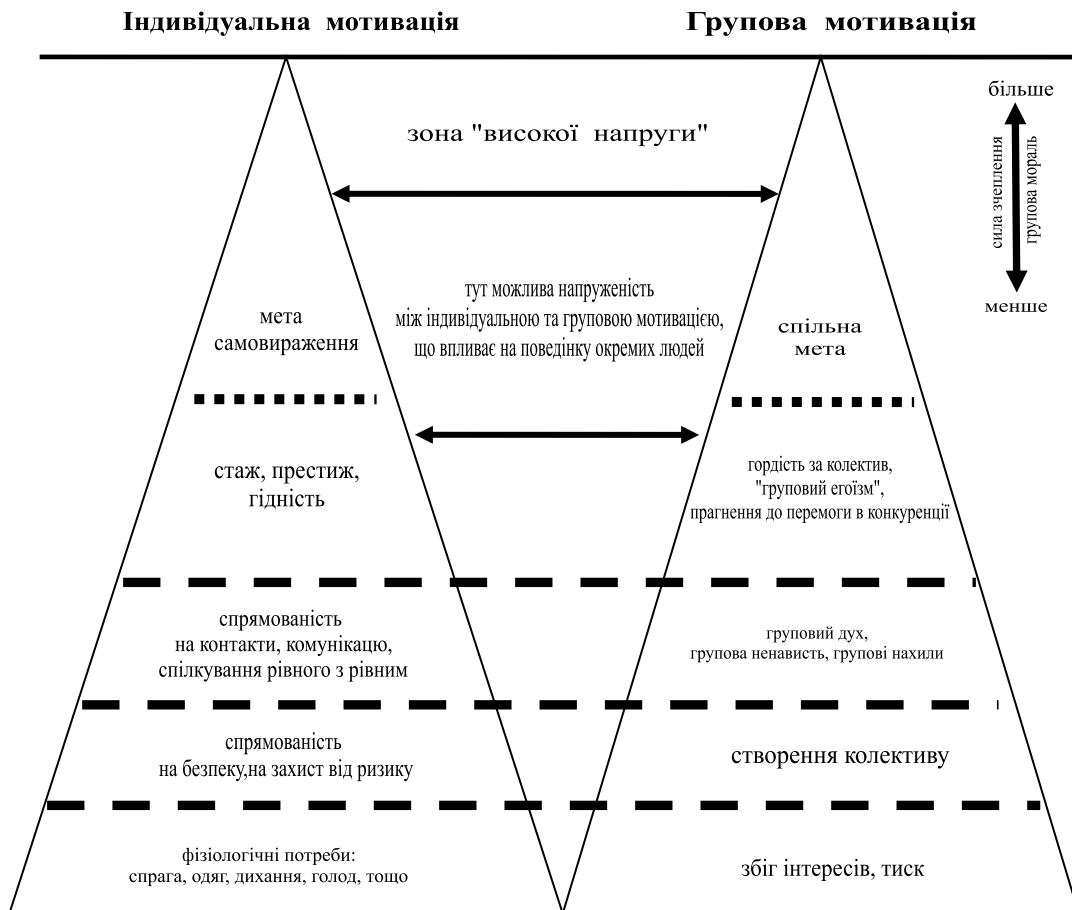 Індивідуальна мотивація
Групова мотивація
більше
сила зчеплення
групова мораль
менше
зона "високої напруги"
тут можлива напруженість
між індивідуальною та груповою мотивацією,
що впливає на поведінку окремих людей
мета
самовираження
спільна
мета
стаж, престиж,
гідність
гордість за колектив,
"груповий егоїзм",
прагнення до перемоги в конкуренції
спрямованість
на контакти, комунікацю,
спілкування рівного з рівним
груповий дух,
групова ненависть, групові нахили
спрямованість
на безпеку,на захист від ризику
створення колективу
фізіологічні потреби:
спрага, одяг, дихання, голод, тощо
збіг інтересів, тиск